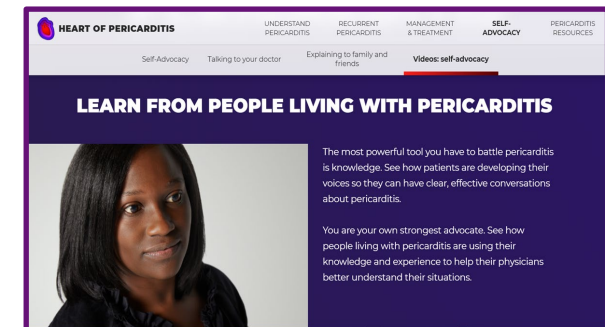 HEART OF PERICARDITIS
UNDERSTAND
PERICARDITIS
RECURRENT
PERICARDITIS
MANAGEMENT
& TREATMENT
SELF-
ADVOCACY
PERICARDITIS
RESOURCES
Self-Advocacy
Talking to your doctor
Explaining to family and
friends
Videos: self-advocacy
LEARN FROM PEOPLE LIVING WITH PERICARDITIS
The most powerful tool you have to battle pericarditis
is knowledge. See how patients are developing their
voices so they can have clear, effective conversations
about pericarditis.
You are your own strongest advocate. See how
people living with pericarditis are using their
knowledge and experience to help their physicians
better understand their situations.